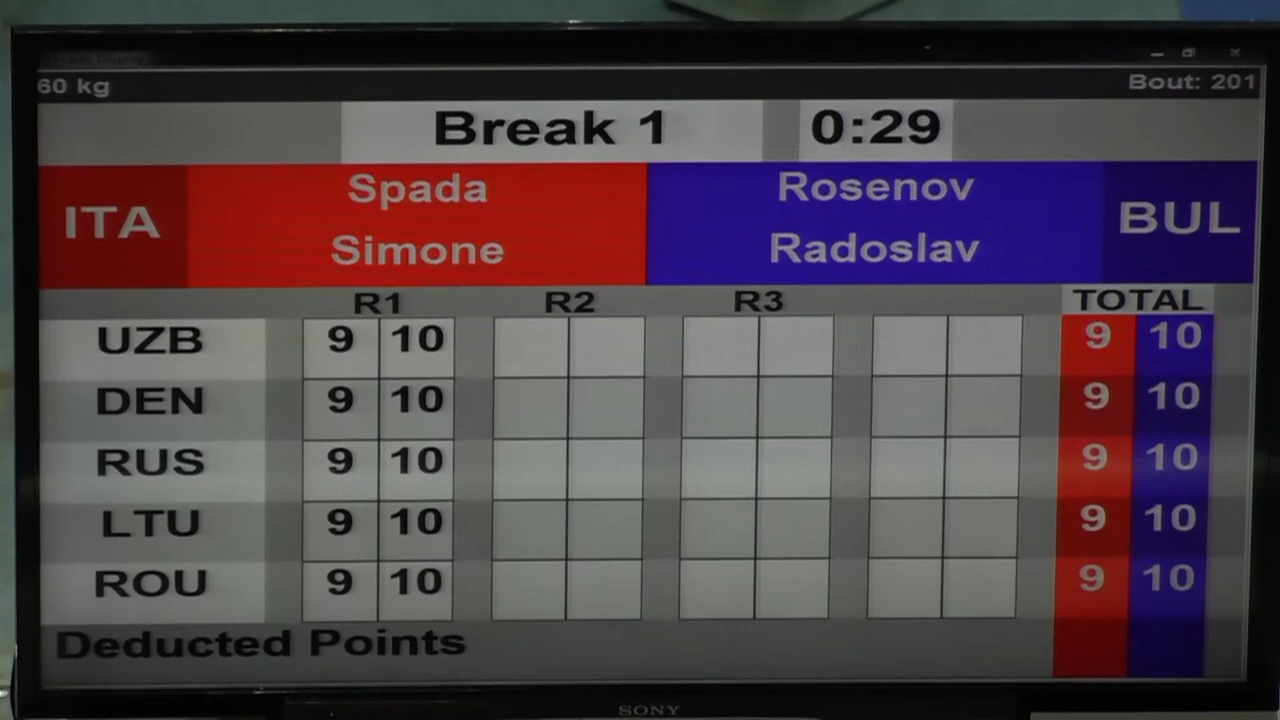 60 kg Bout: 201
Break 1 0:29
ITA Spada Simone Rosenov Radoslav BUL
R1 R2 R3 TOTAL
UZB 9 10 9 10
DEN 9 10 9 10
RUS 9 10 9 10
LTU 9 10 9 10
ROU 9 10 9 10
Deducted Points
SONY